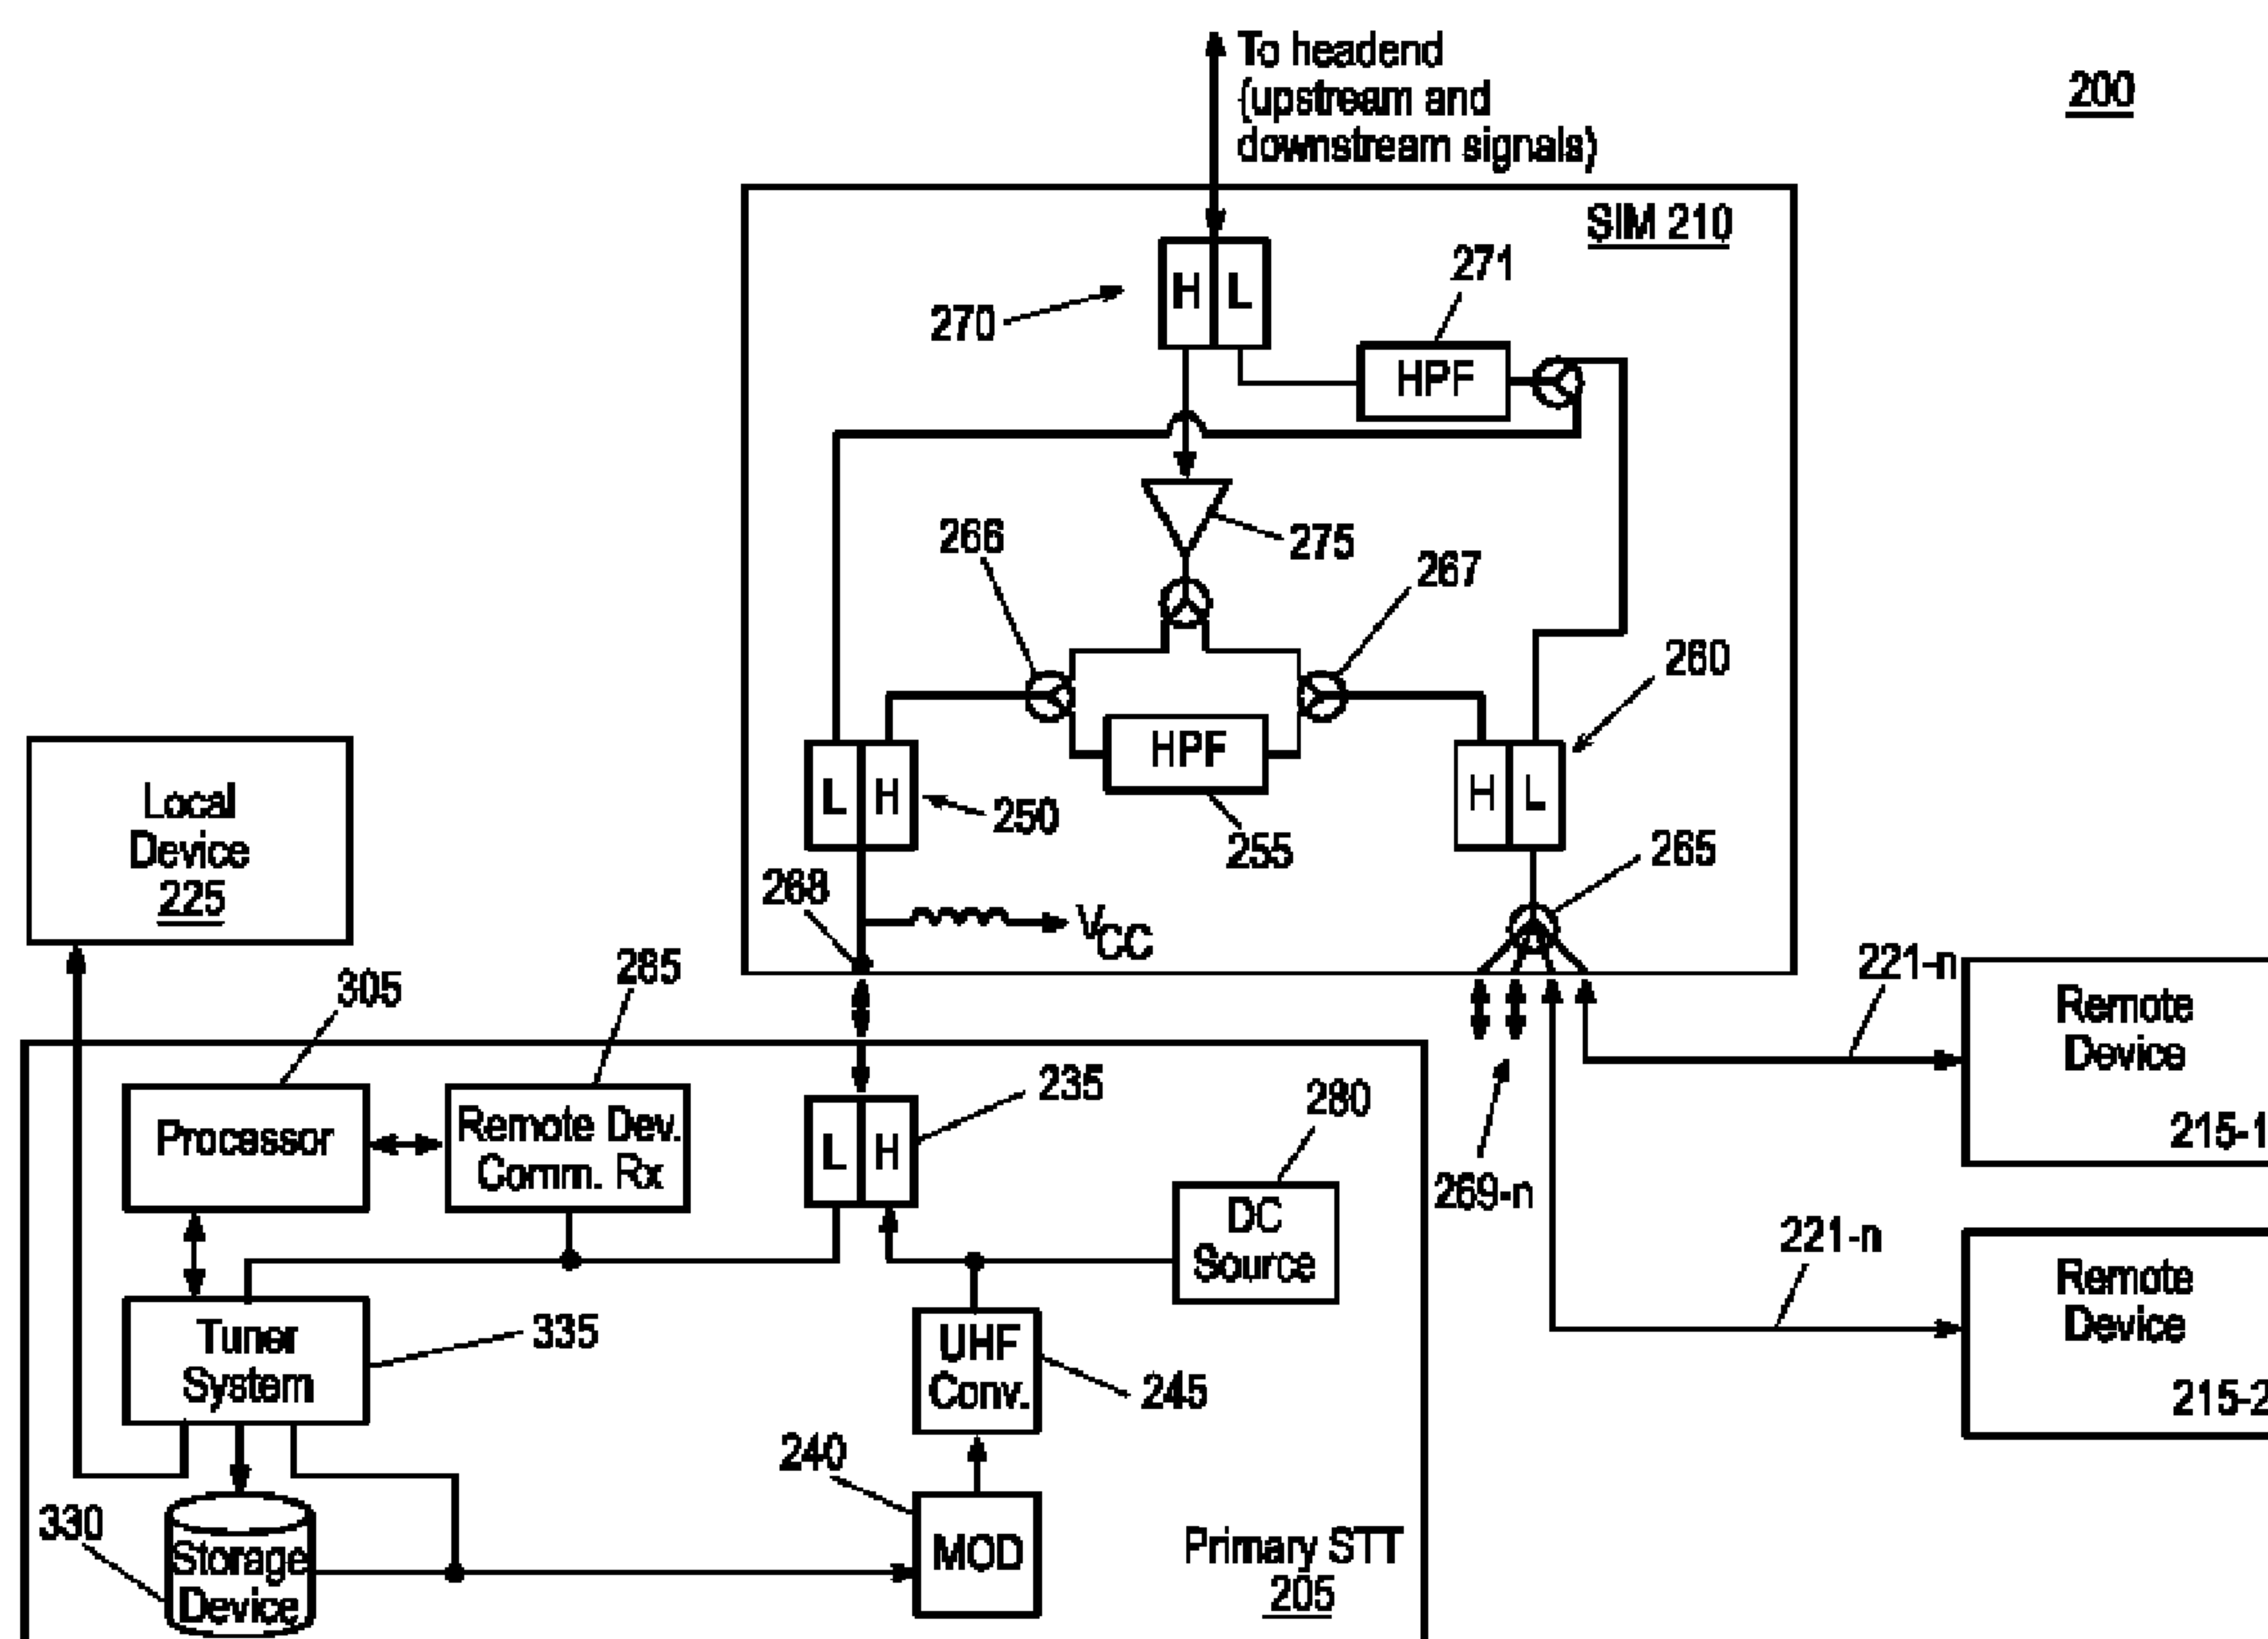 To headend
(upstream and
downstream signals)
200
SIM 210
271
270
H L
HPF
275
266
267
260
HPF
L H
250
255
H L
265
268
VCC
Local
Device
225
221-n
Remote
Device
215-1
305
285
235
280
269-n
Processor
Remote Dev.
Comm. Rx
L H
DC
Source
221-n
Remote
Device
215-2
Tuner
System
335
UHF
Conv.
245
240
330
Storage
Device
MOD
Primary STT
205